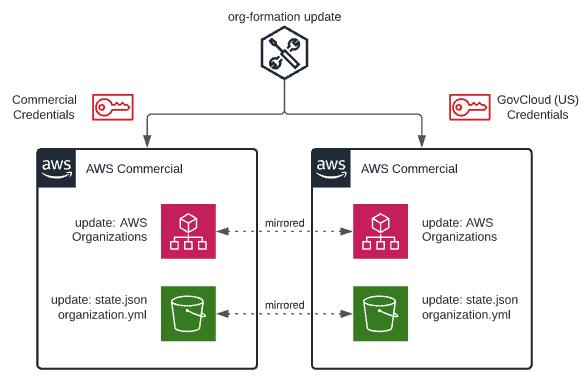 org-formation update
Commercial
Credentials
GovCloud (US)
Credentials
aws
AWS Commercial
aws
AWS Commercial
update: AWS
Organizations
mirrored
update: AWS
Organizations
update: state.json
organization.yml
mirrored
update: state.json
organization.yml